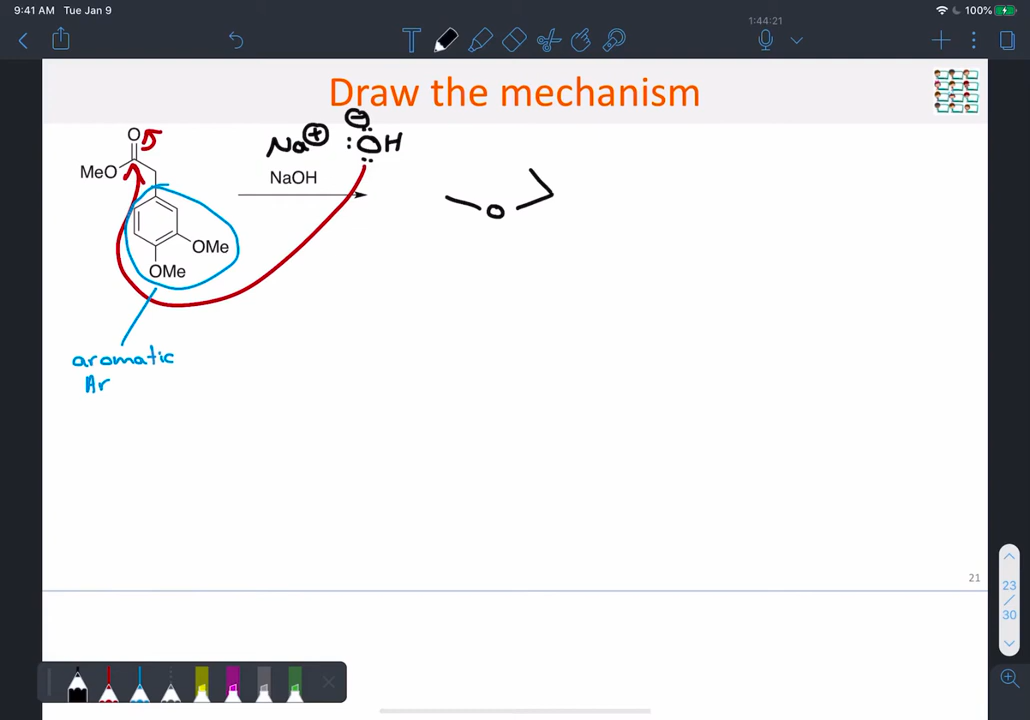 9:41 AM Tue Jan 9
100%
1:44:21
Draw the mechanism
O
MeO
OMe
OMe
Na⊕
⊖
:OH
NaOH
O
aromatic
Ar
21
23
/
30